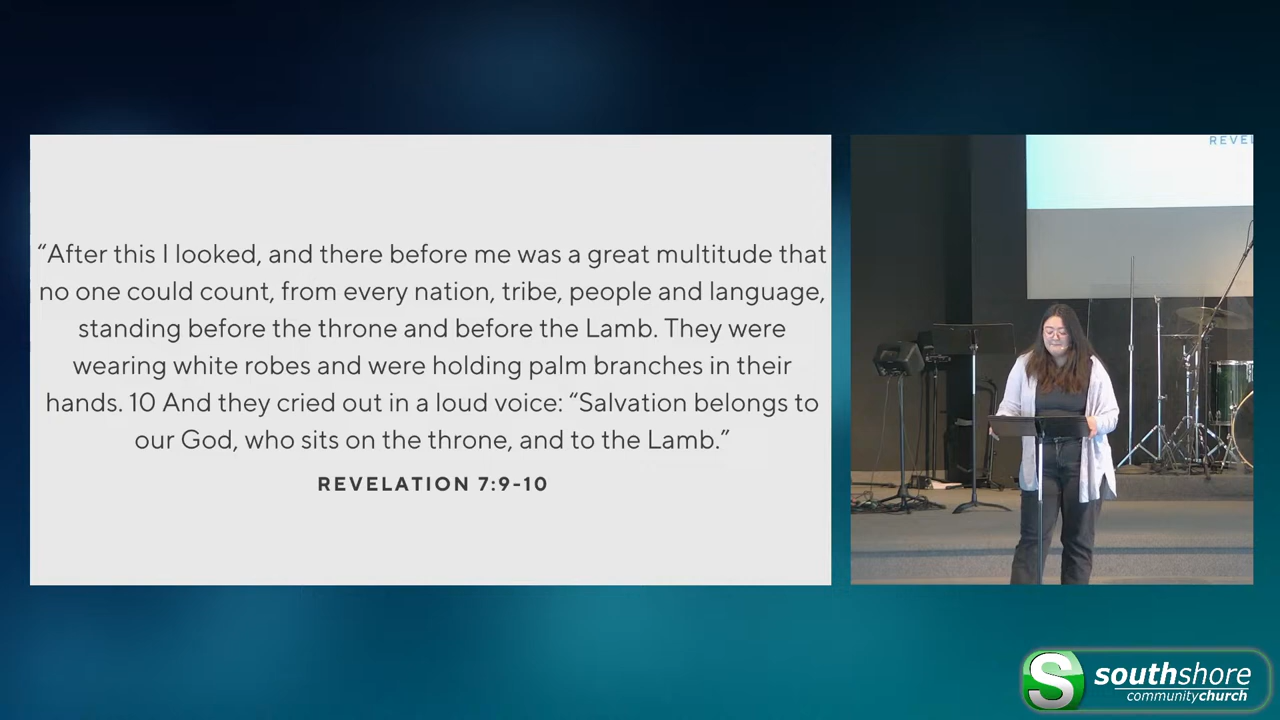 “After this I looked, and there before me was a great multitude that
no one could count, from every nation, tribe, people and language,
standing before the throne and before the Lamb. They were
wearing white robes and were holding palm branches in their
hands. 10 And they cried out in a loud voice: “Salvation belongs to
our God, who sits on the throne, and to the Lamb.”
REVELATION 7:9-10
REVEL
S southshore
communitychurch